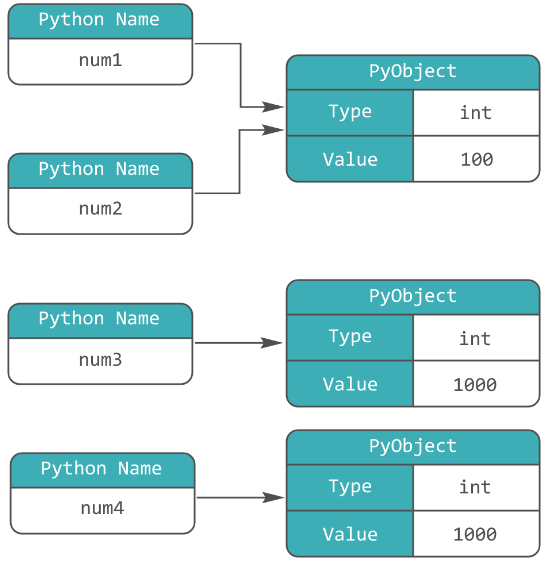 Python Name
num1
PyObject
Type int
Value 100
Python Name
num2
Python Name
num3
PyObject
Type int
Value 1000
Python Name
num4
PyObject
Type int
Value 1000